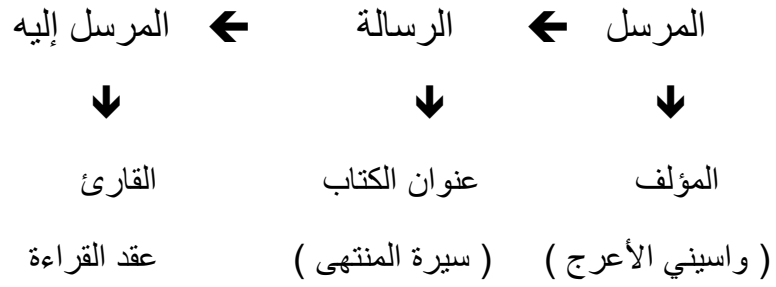 المرسل ← الرسالة ← المرسل إليه
↓ ↓ ↓
المؤلف عنوان الكتاب القارئ
( واسيني الأعرج ) ( سيرة المنتهى ) عقد القراءة